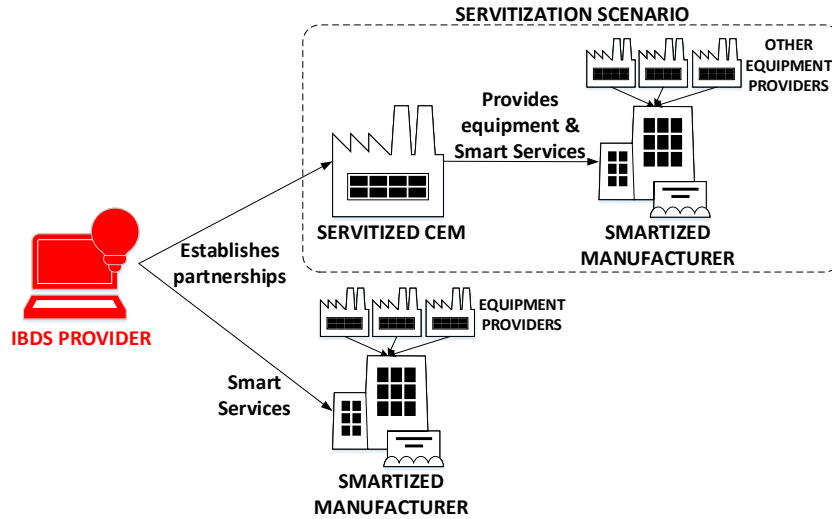 SERVITIZATION SCENARIO
OTHER
EQUIPMENT
PROVIDERS
Provides
equipment &
Smart Services
SERVITIZED CEM
SMARTIZED
MANUFACTURER
Establishes
partnerships
IBDS PROVIDER
EQUIPMENT
PROVIDERS
Smart
Services
SMARTIZED
MANUFACTURER